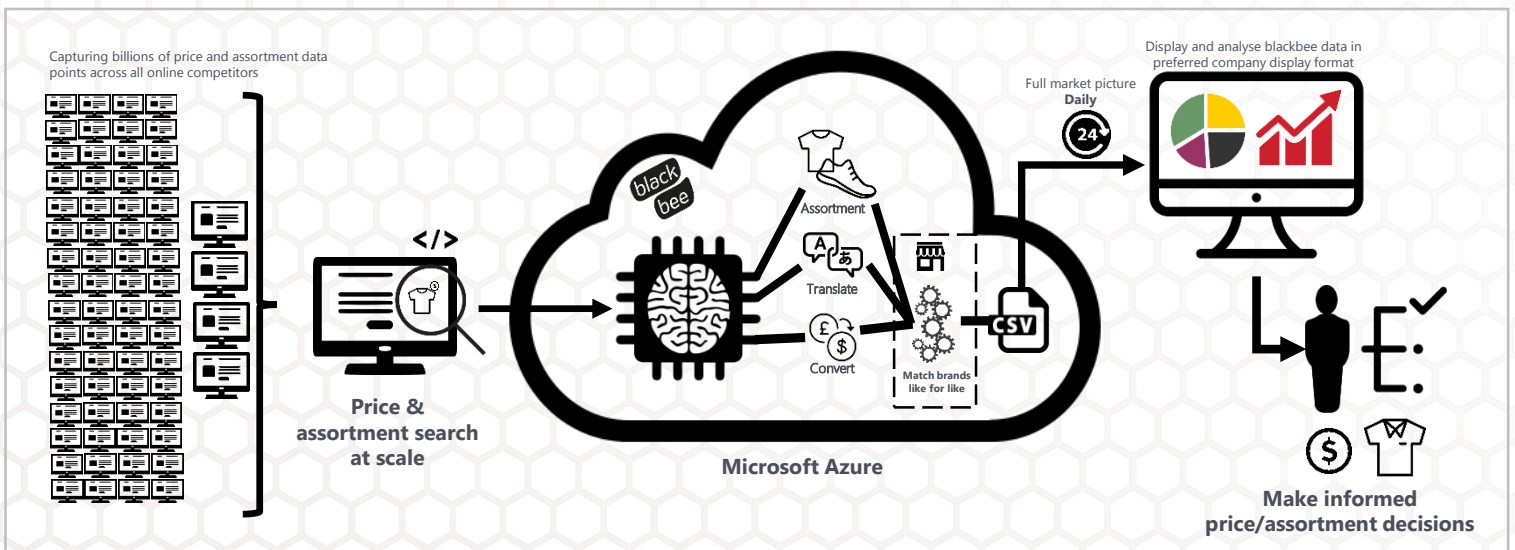 Capturing billions of price and assortment data
points across all online competitors
</>
Price &
assortment search
at scale
black
bee
Assortment
A
あ
Translate
£
$
Convert
Match brands
like for like
CSV
Microsoft Azure
Full market picture
Daily
24
Display and analyse blackbee data in
preferred company display format
$
Make informed
price/assortment decisions